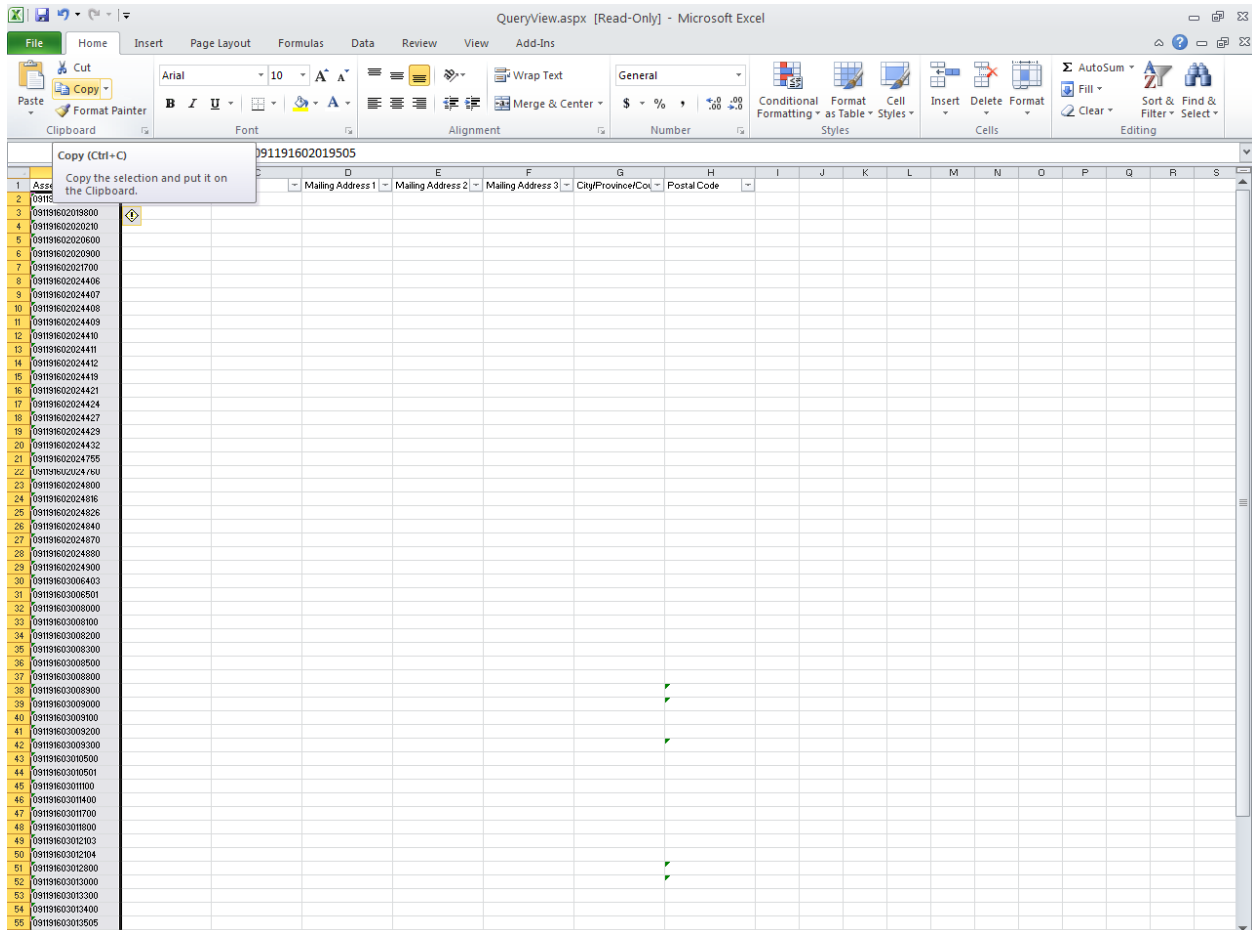 QueryView.aspx [Read-Only] - Microsoft Excel
File Home Insert Page Layout Formulas Data Review View Add-Ins
Paste
Cut
Copy
Format Painter
Clipboard
Arial 10
B I U
Font
Wrap Text
Merge & Center
Alignment
General
$ % , .00 .00
Number
Conditional Formatting
Format as Table
Cell Styles
Styles
Insert Delete Format
Cells
Σ AutoSum
Fill
Clear
Sort & Filter
Find & Select
Editing
091191602019505
Copy (Ctrl+C)
Copy the selection and put it on
the Clipboard.
D E F G H I J K L M N O P Q R S
1 Asse Mailing Address 1 Mailing Address 2 Mailing Address 3 City/Province/Cou Postal Code
2 09119
3 091191602019800
4 091191602020210
5 091191602020600
6 091191602020900
7 091191602021700
8 091191602024406
9 091191602024407
10 091191602024408
11 091191602024409
12 091191602024410
13 091191602024411
14 091191602024412
15 091191602024419
16 091191602024421
17 091191602024424
18 091191602024427
19 091191602024429
20 091191602024432
21 091191602024755
22 091191602024760
23 091191602024800
24 091191602024816
25 091191602024826
26 091191602024840
27 091191602024870
28 091191602024880
29 091191602024900
30 091191603006403
31 091191603006501
32 091191603008000
33 091191603008100
34 091191603008200
35 091191603008300
36 091191603008500
37 091191603008800
38 091191603008900
39 091191603009000
40 091191603009100
41 091191603009200
42 091191603009300
43 091191603010500
44 091191603010501
45 091191603011100
46 091191603011400
47 091191603011700
48 091191603011800
49 091191603012103
50 091191603012104
51 091191603012800
52 091191603013000
53 091191603013300
54 091191603013400
55 091191603013505